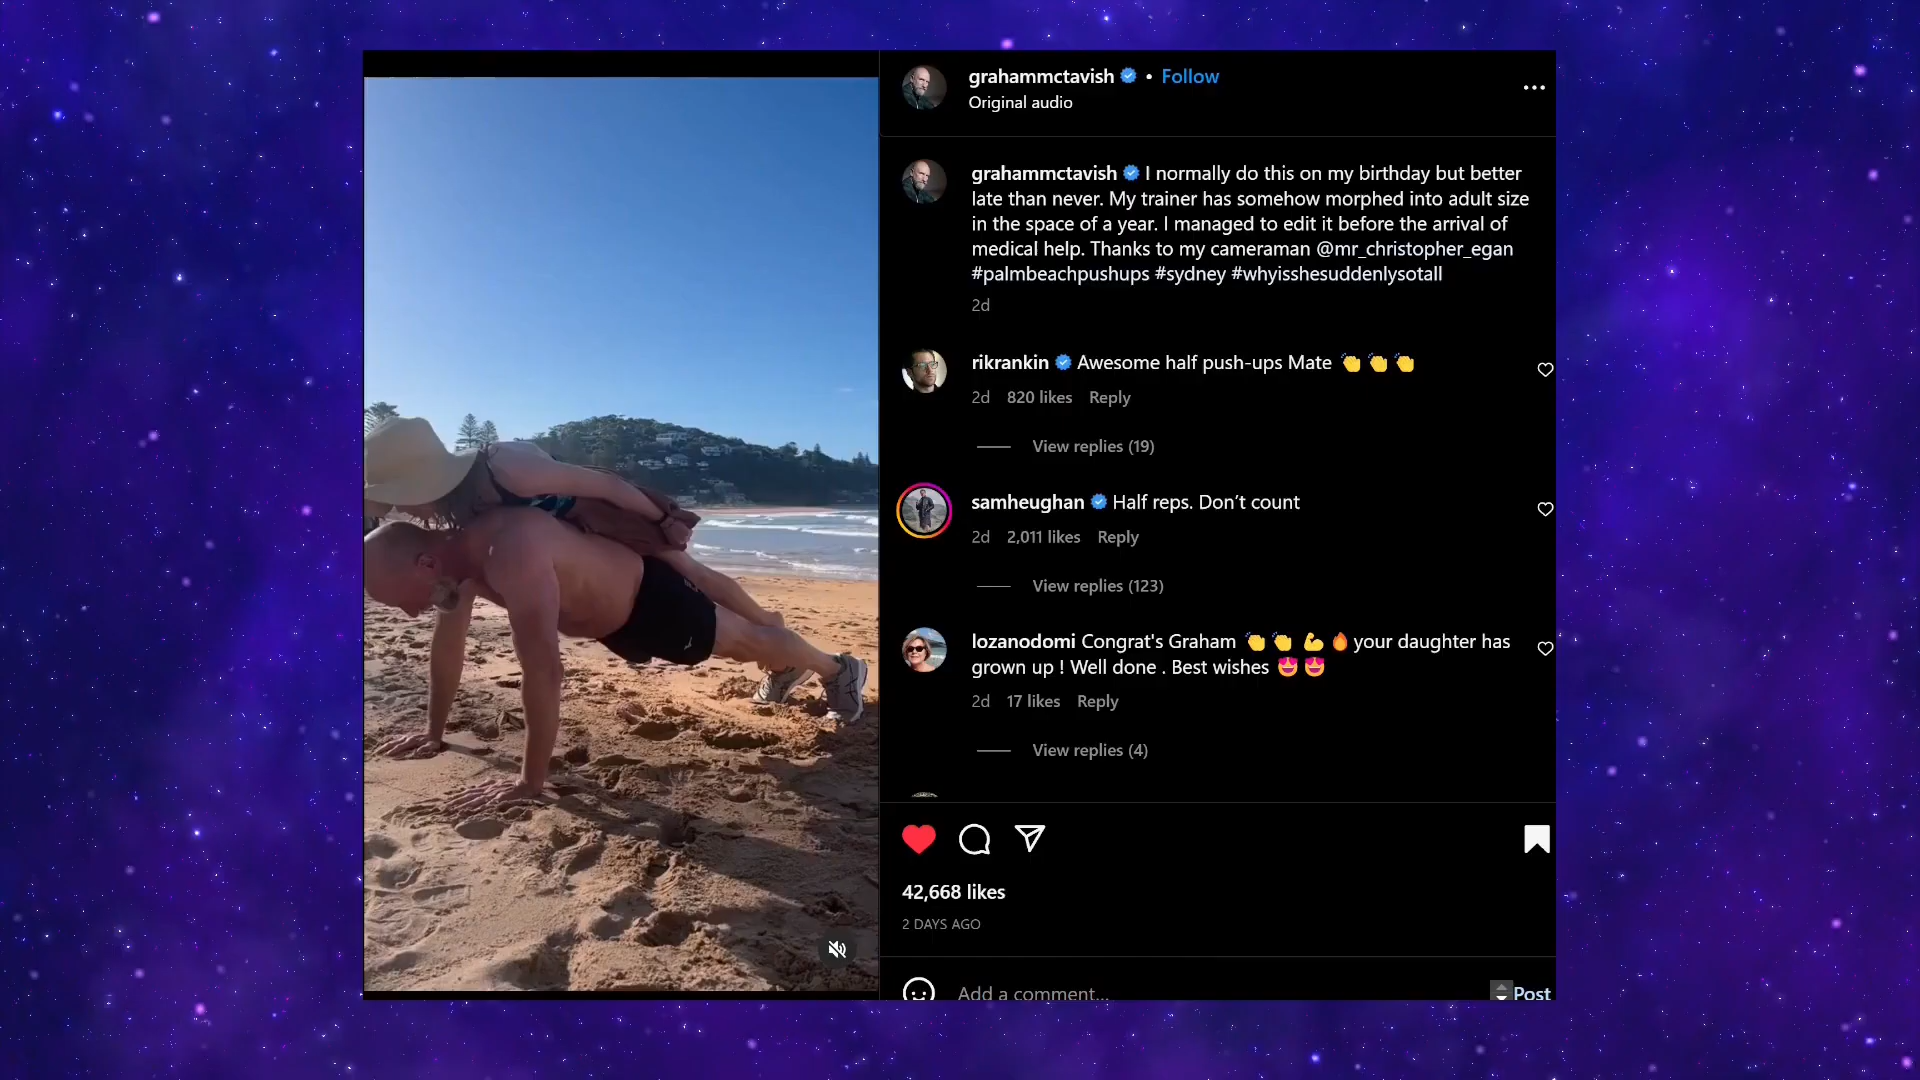 grahammctavish • Follow
Original audio
grahammctavish I normally do this on my birthday but better
late than never. My trainer has somehow morphed into adult size
in the space of a year. I managed to edit it before the arrival of
medical help. Thanks to my cameraman @mr_christopher_egan
#palmbeachpushups #sydney #whyisshesuddenlysotall
2d
rikrankin Awesome half push-ups Mate 👏 👏 👏
2d 820 likes Reply
View replies (19)
samheughan Half reps. Don’t count
2d 2,011 likes Reply
View replies (123)
lozanodomi Congrat's Graham 👏 👏 💪 🔥 your daughter has
grown up ! Well done . Best wishes 😍 😍
2d 17 likes Reply
View replies (4)
42,668 likes
2 DAYS AGO
Add a comment...
Post